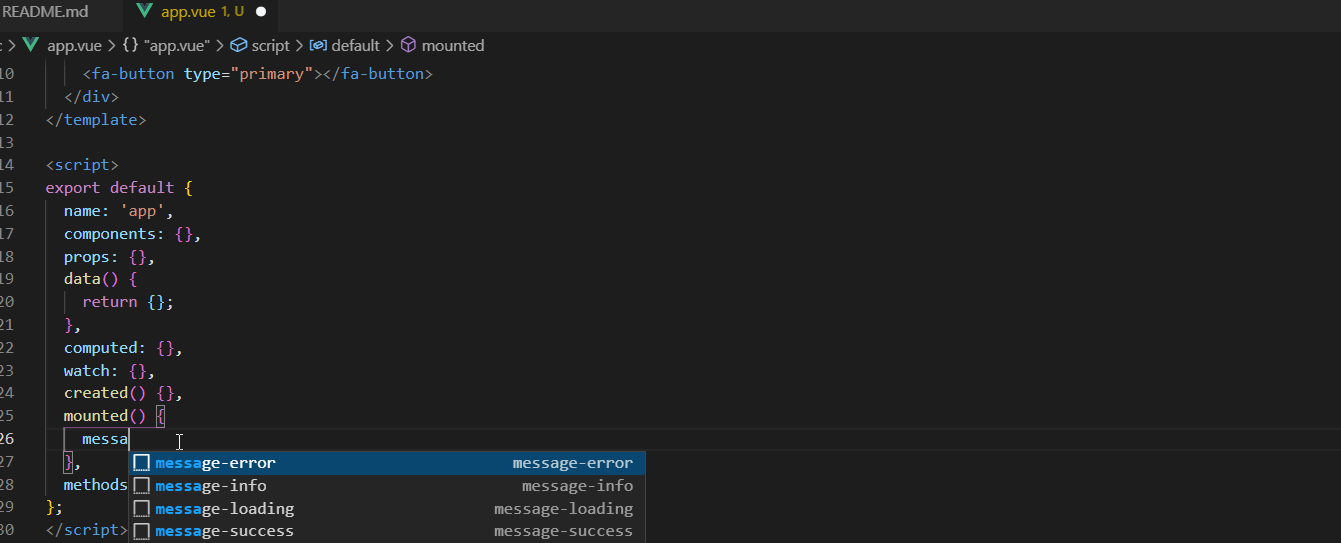 README.md app.vue 1, U
: > app.vue > {} "app.vue" > script > default > mounted
10 <fa-button type="primary"></fa-button>
11 </div>
12 </template>
13
14 <script>
15 export default {
16 name: 'app',
17 components: {},
18 props: {},
19 data() {
20 return {};
21 },
22 computed: {},
23 watch: {},
24 created() {},
25 mounted() {
26 messa
27 },
28 methods
29 };
30 </script>
message-error message-error
message-info message-info
message-loading message-loading
message-success message-success